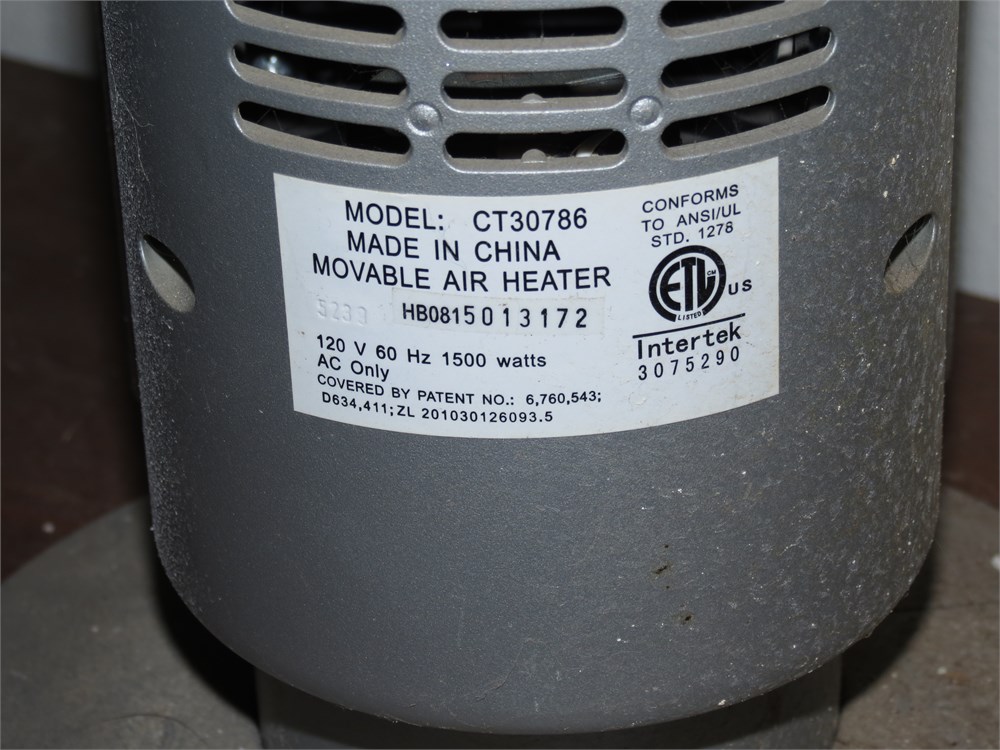 MODEL: CT30786
MADE IN CHINA
MOVABLE AIR HEATER
5233 HB0815013172
120 V 60 Hz 1500 watts
AC Only
COVERED BY PATENT NO.: 6,760,543;
D634,411;ZL 201030126093.5
CONFORMS
TO ANSI/UL
STD. 1278
ETL CM
US
LISTED
Intertek
3075290